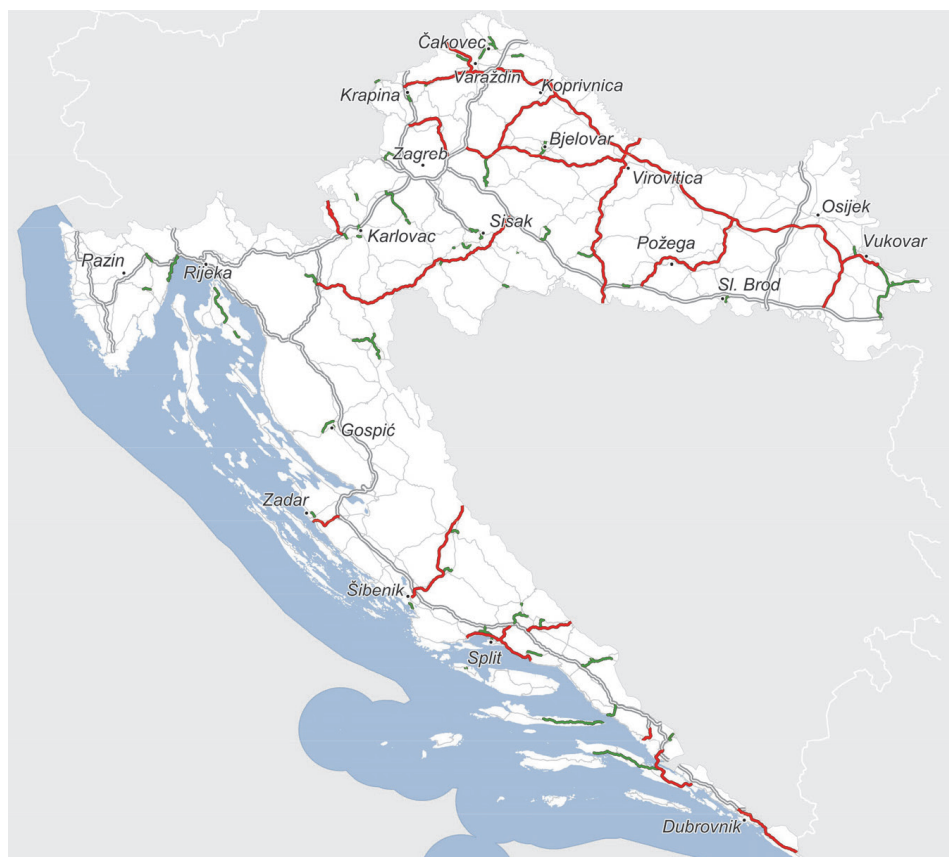 Čakovec
Varaždin
Krapina
Koprivnica
Bjelovar
Zagreb
Virovitica
Osijek
Sisak
Karlovac
Požega
Vukovar
Pazin
Rijeka
Sl. Brod
Gospić
Zadar
Šibenik
Split
Dubrovnik